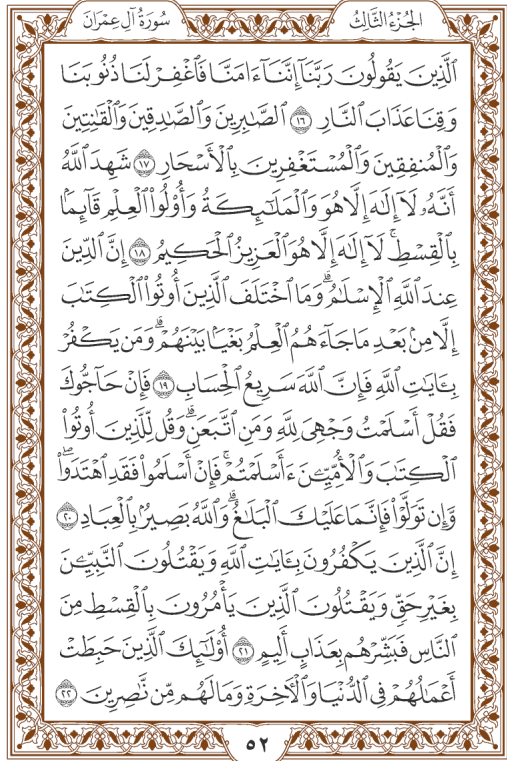 سُورَةُ آلِ عِمْرَانَ
الجُزْءُ الثَّالِثُ
ٱلَّذِينَ يَقُولُونَ رَبَّنَآ إِنَّنَآ ءَامَنَّا فَٱغْفِرْ لَنَا ذُنُوبَنَا
وَقِنَا عَذَابَ ٱلنَّارِ ١٦ ٱلصَّٰبِرِينَ وَٱلصَّٰدِقِينَ وَٱلْقَٰنِتِينَ
وَٱلْمُنفِقِينَ وَٱلْمُسْتَغْفِرِينَ بِٱلْأَسْحَارِ ١٧ شَهِدَ ٱللَّهُ
أَنَّهُۥ لَآ إِلَٰهَ إِلَّا هُوَ وَٱلْمَلَٰٓئِكَةُ وَأُو۟لُوا۟ ٱلْعِلْمِ قَآئِمًۢا
بِٱلْقِسْطِ ۚ لَآ إِلَٰهَ إِلَّا هُوَ ٱلْعَزِيزُ ٱلْحَكِيمُ ١٨ إِنَّ ٱلدِّينَ
عِندَ ٱللَّهِ ٱلْإِسْلَٰمُ ۗ وَمَا ٱخْتَلَفَ ٱلَّذِينَ أُوتُوا۟ ٱلْكِتَٰبَ
إِلَّا مِنۢ بَعْدِ مَا جَآءَهُمُ ٱلْعِلْمُ بَغْيًۢا بَيْنَهُمْ ۗ وَمَن يَكْفُرْ
بِـَٔايَٰتِ ٱللَّهِ فَإِنَّ ٱللَّهَ سَرِيعُ ٱلْحِسَابِ ١٩ فَإِنْ حَآجُّوكَ
فَقُلْ أَسْلَمْتُ وَجْهِىَ لِلَّهِ وَمَنِ ٱتَّبَعَنِ ۗ وَقُل لِّلَّذِينَ أُوتُوا۟
ٱلْكِتَٰبَ وَٱلْأُمِّيِّـۧنَ ءَأَسْلَمْتُمْ ۚ فَإِنْ أَسْلَمُوا۟ فَقَدِ ٱهْتَدَوا۟ ۖ
وَّإِن تَوَلَّوْا۟ فَإِنَّمَا عَلَيْكَ ٱلْبَلَٰغُ ۗ وَٱللَّهُ بَصِيرٌۢ بِٱلْعِبَادِ ٢٠
إِنَّ ٱلَّذِينَ يَكْفُرُونَ بِـَٔايَٰتِ ٱللَّهِ وَيَقْتُلُونَ ٱلنَّبِيِّـۧنَ
بِغَيْرِ حَقٍّ وَيَقْتُلُونَ ٱلَّذِينَ يَأْمُرُونَ بِٱلْقِسْطِ مِنَ
ٱلنَّاسِ فَبَشِّرْهُم بِعَذَابٍ أَلِيمٍ ٢١ أُو۟لَٰٓئِكَ ٱلَّذِينَ حَبِطَتْ
أَعْمَٰلُهُمْ فِى ٱلدُّنْيَا وَٱلْـَٔاخِرَةِ وَمَا لَهُم مِّن نَّٰصِرِينَ ٢٢
٥٢